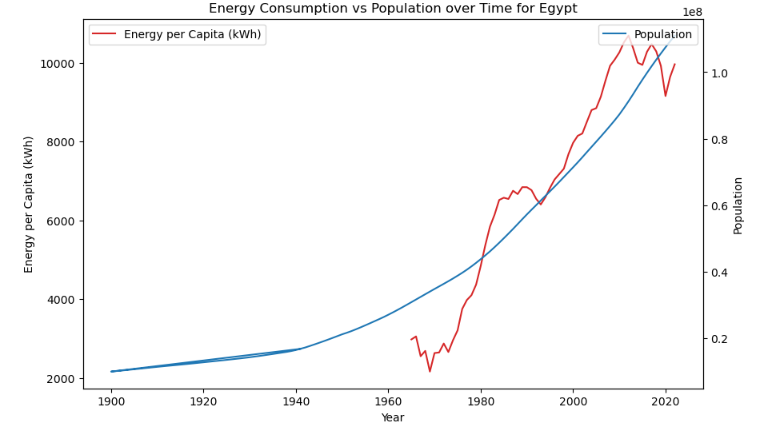 Energy Consumption vs Population over Time for Egypt
1e8
Energy per Capita (kWh)
Population
10000
8000
6000
4000
2000
Energy per Capita (kWh)
1.0
0.8
0.6
0.4
0.2
Population
1900 1920 1940 1960 1980 2000 2020
Year